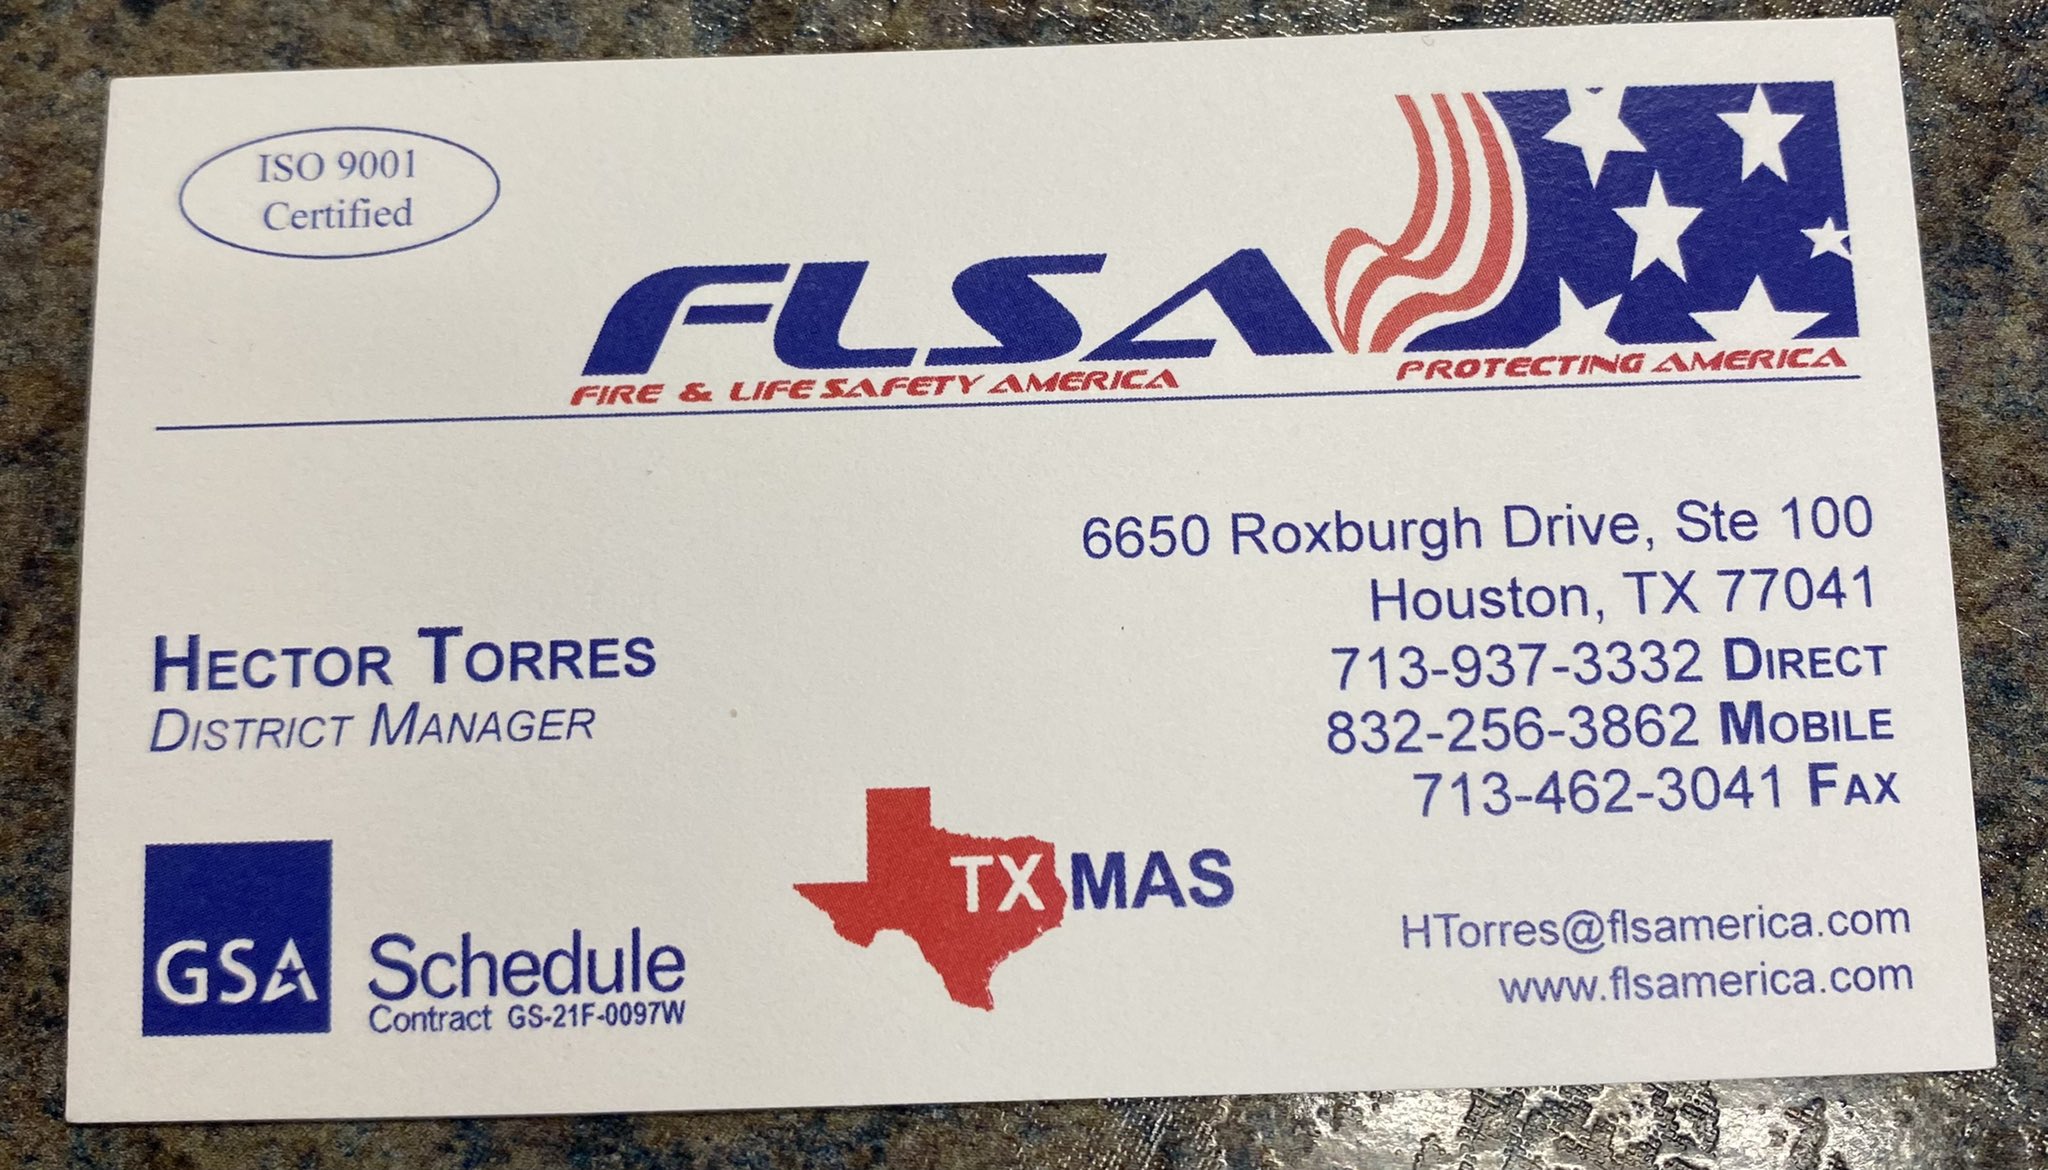 ISO 9001
Certified
FLSA
FIRE & LIFE SAFETY AMERICA
PROTECTING AMERICA
6650 Roxburgh Drive, Ste 100
Houston, TX 77041
713-937-3332 DIRECT
832-256-3862 MOBILE
713-462-3041 FAX
HECTOR TORRES
DISTRICT MANAGER
GSA Schedule
Contract GS-21F-0097W
TXMAS
HTorres@flsamerica.com
www.flsamerica.com